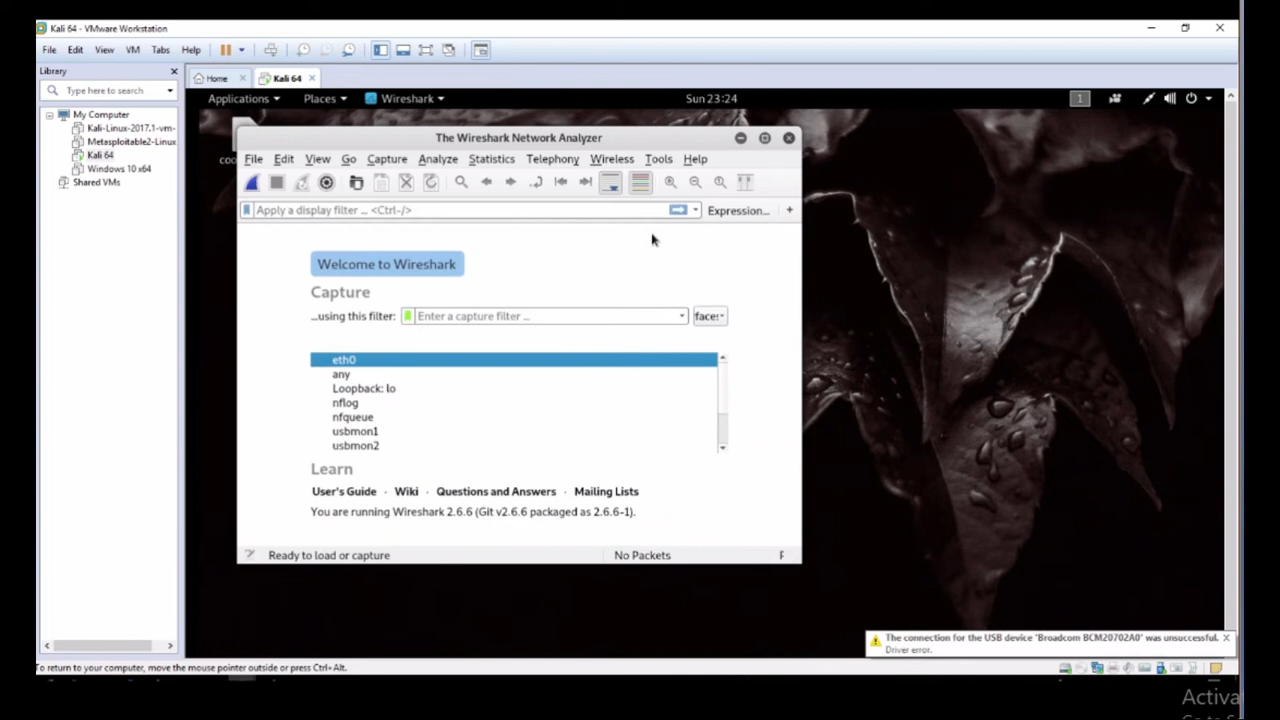 Kali 64 - VMware Workstation
File Edit View VM Tabs Help
Library
Type here to search
My Computer
Kali-Linux-2017.1-vm-
Metasploitable2-Linux
Kali 64
Windows 10 x64
Shared VMs
Home
Kali 64
Applications Places Wireshark Sun 23:24 1
coo
The Wireshark Network Analyzer
File Edit View Go Capture Analyze Statistics Telephony Wireless Tools Help
Apply a display filter ... <Ctrl-/> Expression... +
Welcome to Wireshark
Capture
...using this filter: Enter a capture filter ... faces
eth0
any
Loopback: lo
nflog
nfqueue
usbmon1
usbmon2
Learn
User's Guide · Wiki · Questions and Answers · Mailing Lists
You are running Wireshark 2.6.6 (Git v2.6.6 packaged as 2.6.6-1).
Ready to load or capture No Packets
The connection for the USB device 'Broadcom BCM20702A0' was unsuccessful.
Driver error.
To return to your computer, move the mouse pointer outside or press Ctrl+Alt.
Activa